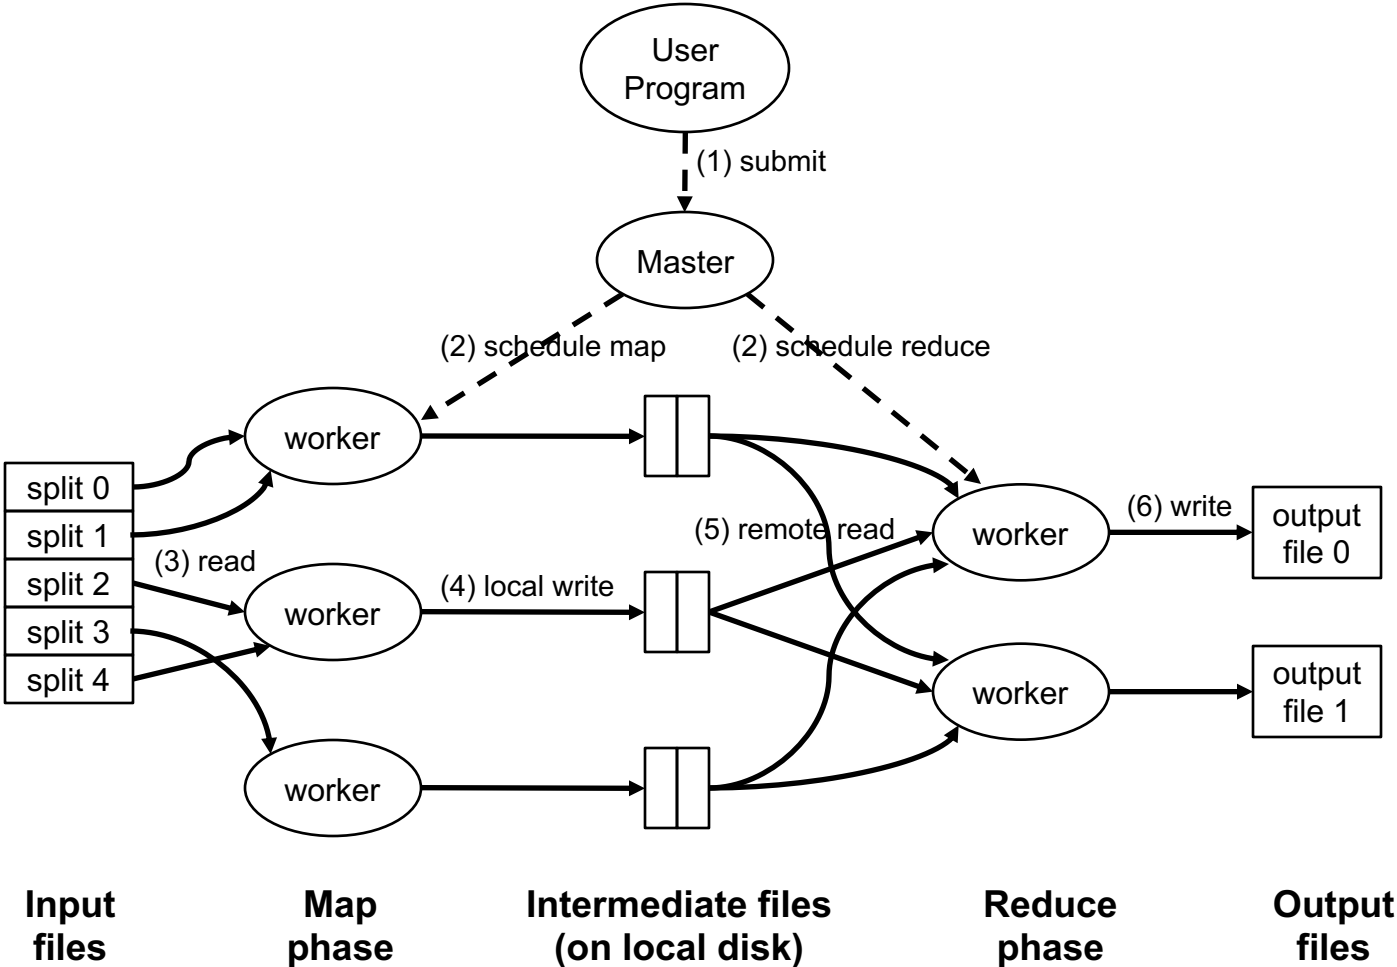 User
Program
(1) submit
Master
(2) schedule map
(2) schedule reduce
worker
split 0
split 1
split 2
split 3
split 4
(3) read
worker
(4) local write
worker
(5) remote read
worker
(6) write
output
file 0
worker
output
file 1
Input
files
Map
phase
Intermediate files
(on local disk)
Reduce
phase
Output
files